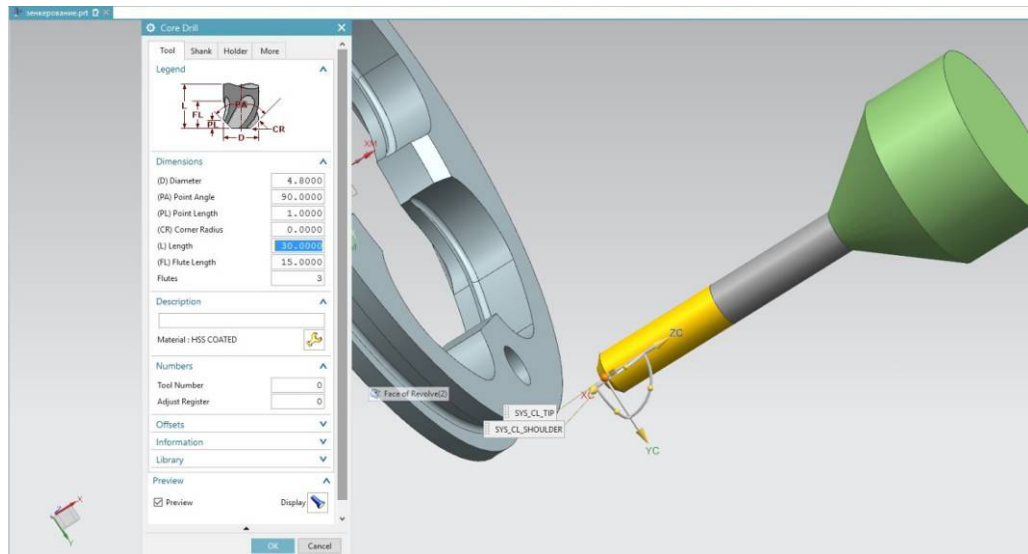 зенкерование.prt
Core Drill
Tool Shank Holder More
Legend
L FL PL PA CR D
Dimensions
(D) Diameter 4.8000
(PA) Point Angle 90.0000
(PL) Point Length 1.0000
(CR) Corner Radius 0.0000
(L) Length 30.0000
(FL) Flute Length 15.0000
Flutes 3
Description
Material : HSS COATED
Numbers
Tool Number 0
Adjust Register 0
Offsets
Information
Library
Preview
Preview Display
OK Cancel
XM
Face of Revolve(2)
ZC
XC
SYS_CL_TIP
SYS_CL_SHOULDER
YC
X
Z
Y